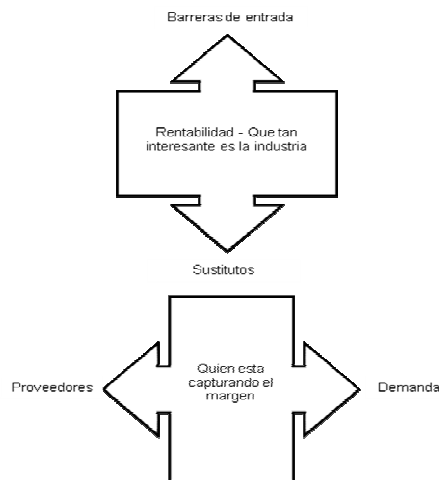 Barreras de entrada
Rentabilidad - Que tan
interesante es la industria
Sustitutos
Quien esta
capturando el
margen
Proveedores
Demanda